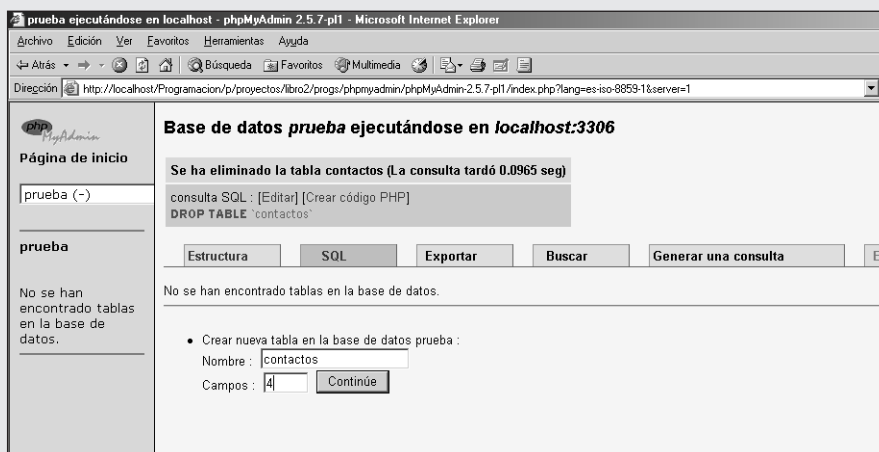 prueba ejecutándose en localhost - phpMyAdmin 2.5.7-pl1 - Microsoft Internet Explorer
Archivo Edición Ver Favoritos Herramientas Ayuda
Atrás Búsqueda Favoritos Multimedia
Dirección http://localhost/Programacion/p/proyectos/libro2/progs/phpmyadmin/phpMyAdmin-2.5.7-pl1/index.php?lang=es-iso-8859-1&server=1
php
MyAdmin
Página de inicio
prueba (-)
prueba
No se han
encontrado tablas
en la base de
datos.
Base de datos prueba ejecutándose en localhost:3306
Se ha eliminado la tabla contactos (La consulta tardó 0.0965 seg)
consulta SQL : [Editar] [Crear código PHP]
DROP TABLE `contactos`
Estructura SQL Exportar Buscar Generar una consulta E
No se han encontrado tablas en la base de datos.
• Crear nueva tabla en la base de datos prueba :
Nombre : contactos
Campos : 4 Continúe